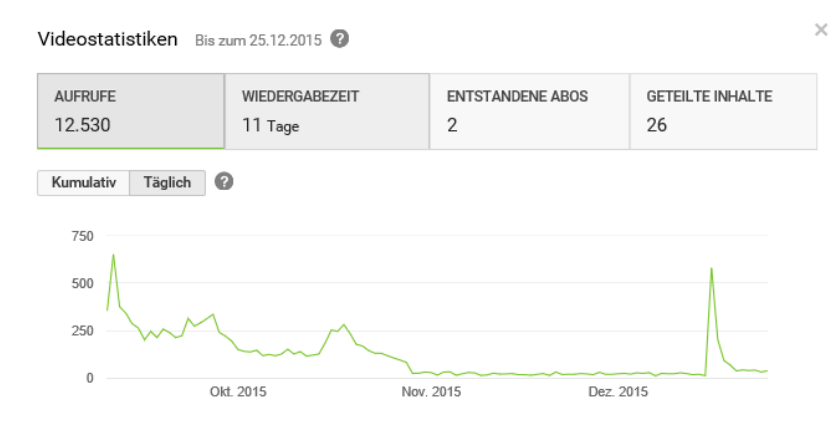 Videostatistiken Bis zum 25.12.2015 ?
×
AUFRUFE
12.530
WIEDERGABEZEIT
11 Tage
ENTSTANDENE ABOS
2
GETEILTE INHALTE
26
Kumulativ Täglich ?
750
500
250
0
Okt. 2015 Nov. 2015 Dez. 2015